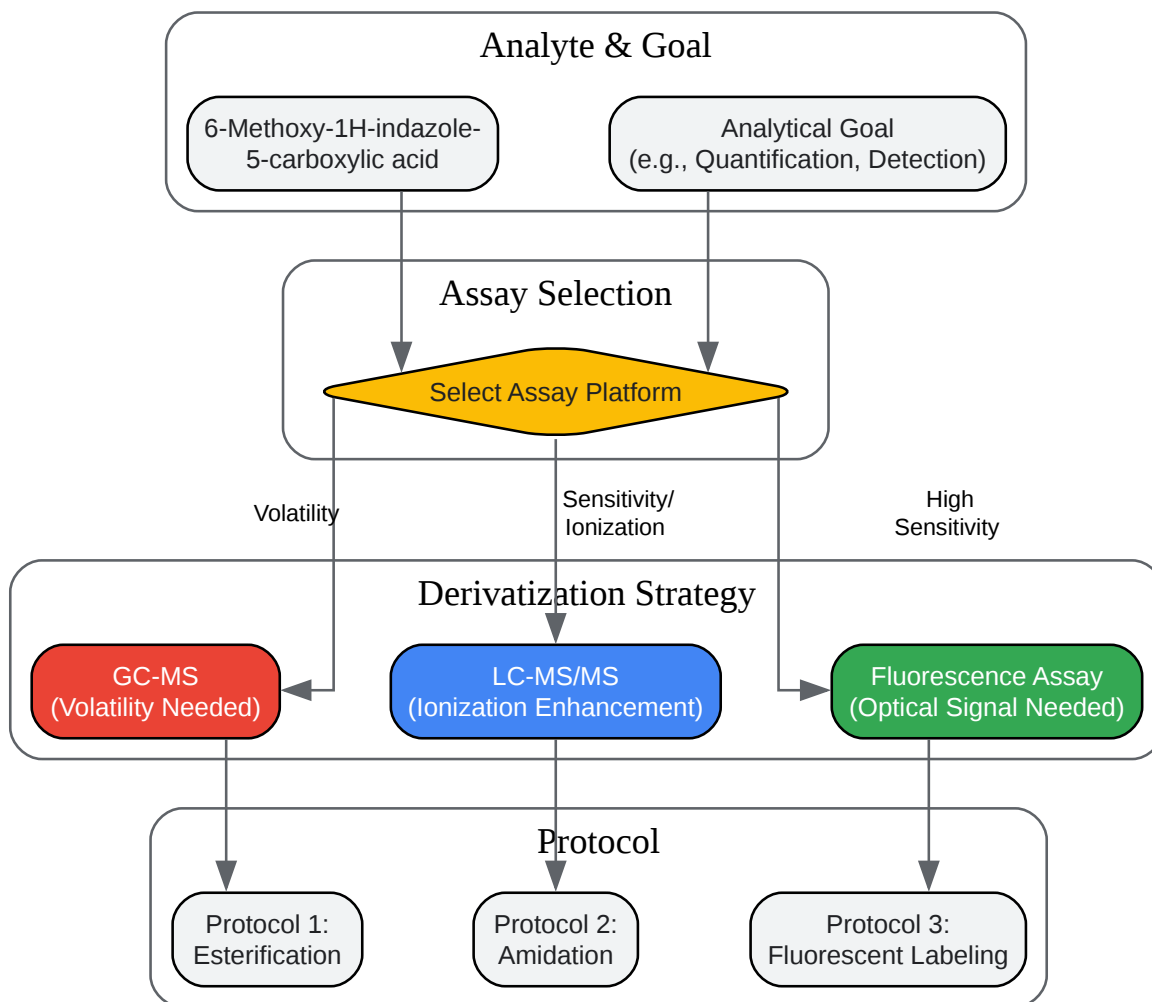 Analyte & Goal
6-Methoxy-1H-indazole-
5-carboxylic acid
Analytical Goal
(e.g., Quantification, Detection)
Assay Selection
Select Assay Platform
Volatility
Sensitivity/
Ionization
High
Sensitivity
Derivatization Strategy
GC-MS
(Volatility Needed)
LC-MS/MS
(Ionization Enhancement)
Fluorescence Assay
(Optical Signal Needed)
Protocol
Protocol 1:
Esterification
Protocol 2:
Amidation
Protocol 3:
Fluorescent Labeling